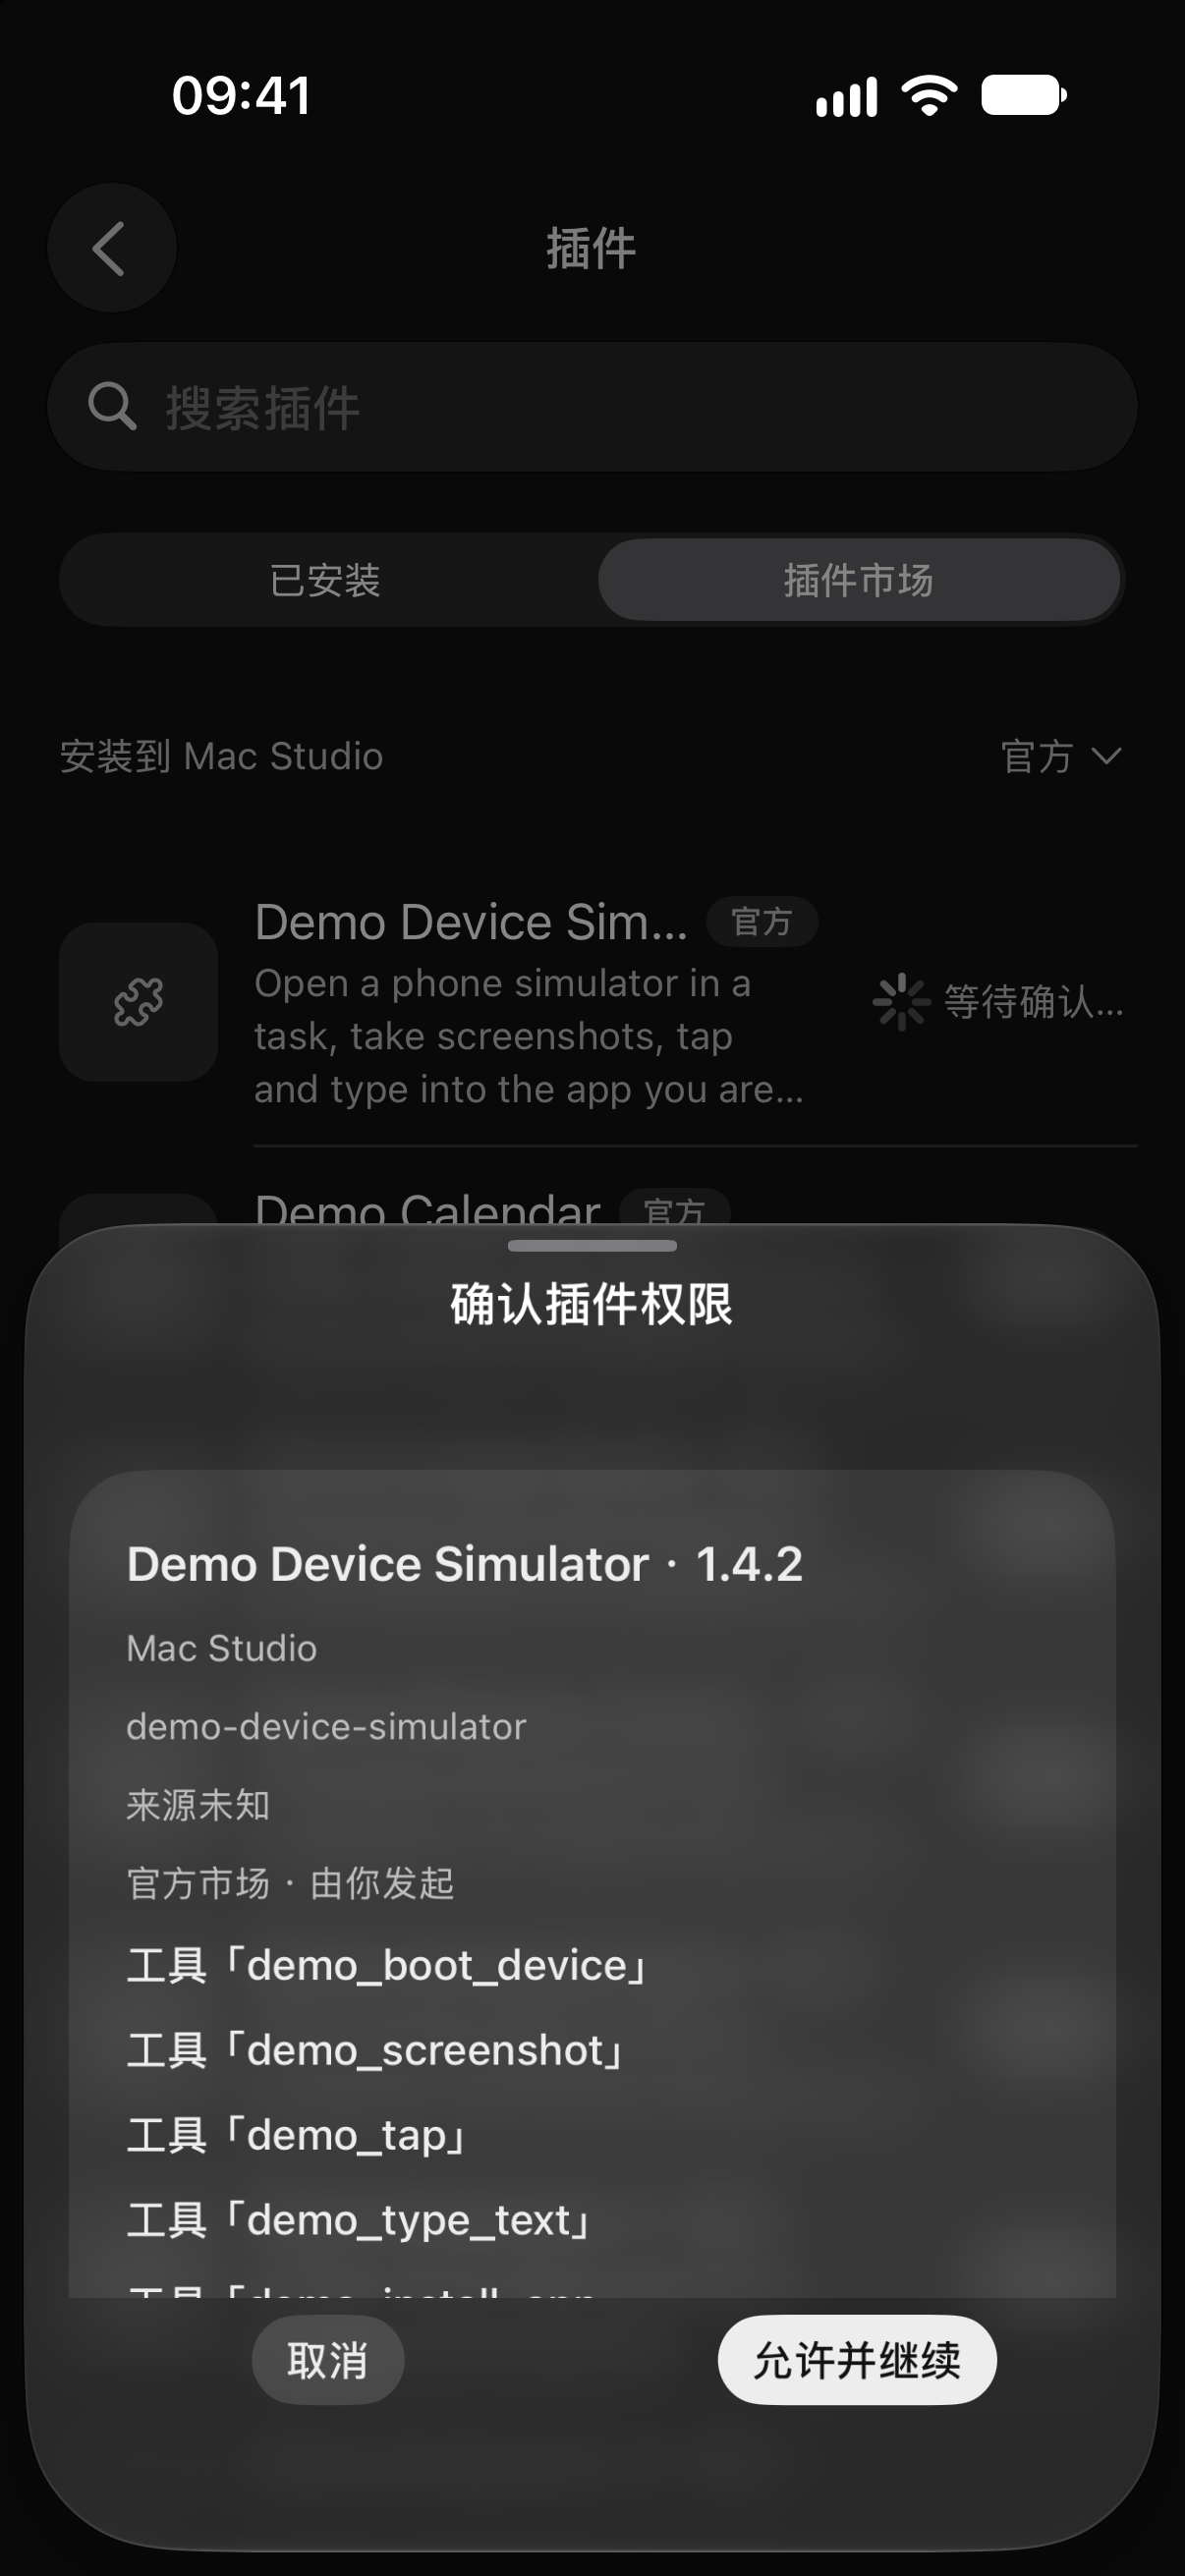 09:41
插件
搜索插件
已安装
插件市场
安装到 Mac Studio
官方
Demo Device Sim...
官方
Open a phone simulator in a
task, take screenshots, tap
and type into the app you are...
等待确认...
Demo Calendar
官方
确认插件权限
Demo Device Simulator · 1.4.2
Mac Studio
demo-device-simulator
来源未知
官方市场 · 由你发起
工具「demo_boot_device」
工具「demo_screenshot」
工具「demo_tap」
工具「demo_type_text」
取消
允许并继续